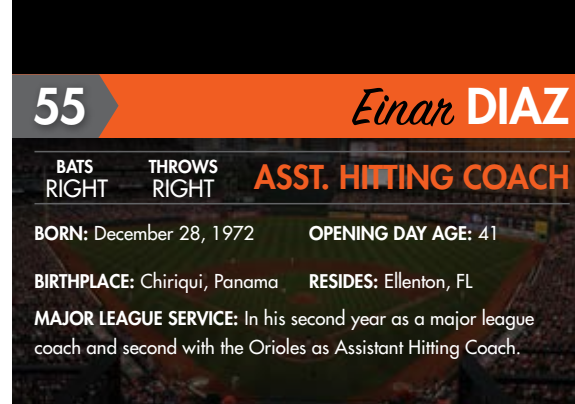 55 Einar DIAZ
BATS THROWS
RIGHT RIGHT ASST. HITTING COACH
BORN: December 28, 1972 OPENING DAY AGE: 41
BIRTHPLACE: Chiriqui, Panama RESIDES: Ellenton, FL
MAJOR LEAGUE SERVICE: In his second year as a major league
coach and second with the Orioles as Assistant Hitting Coach.